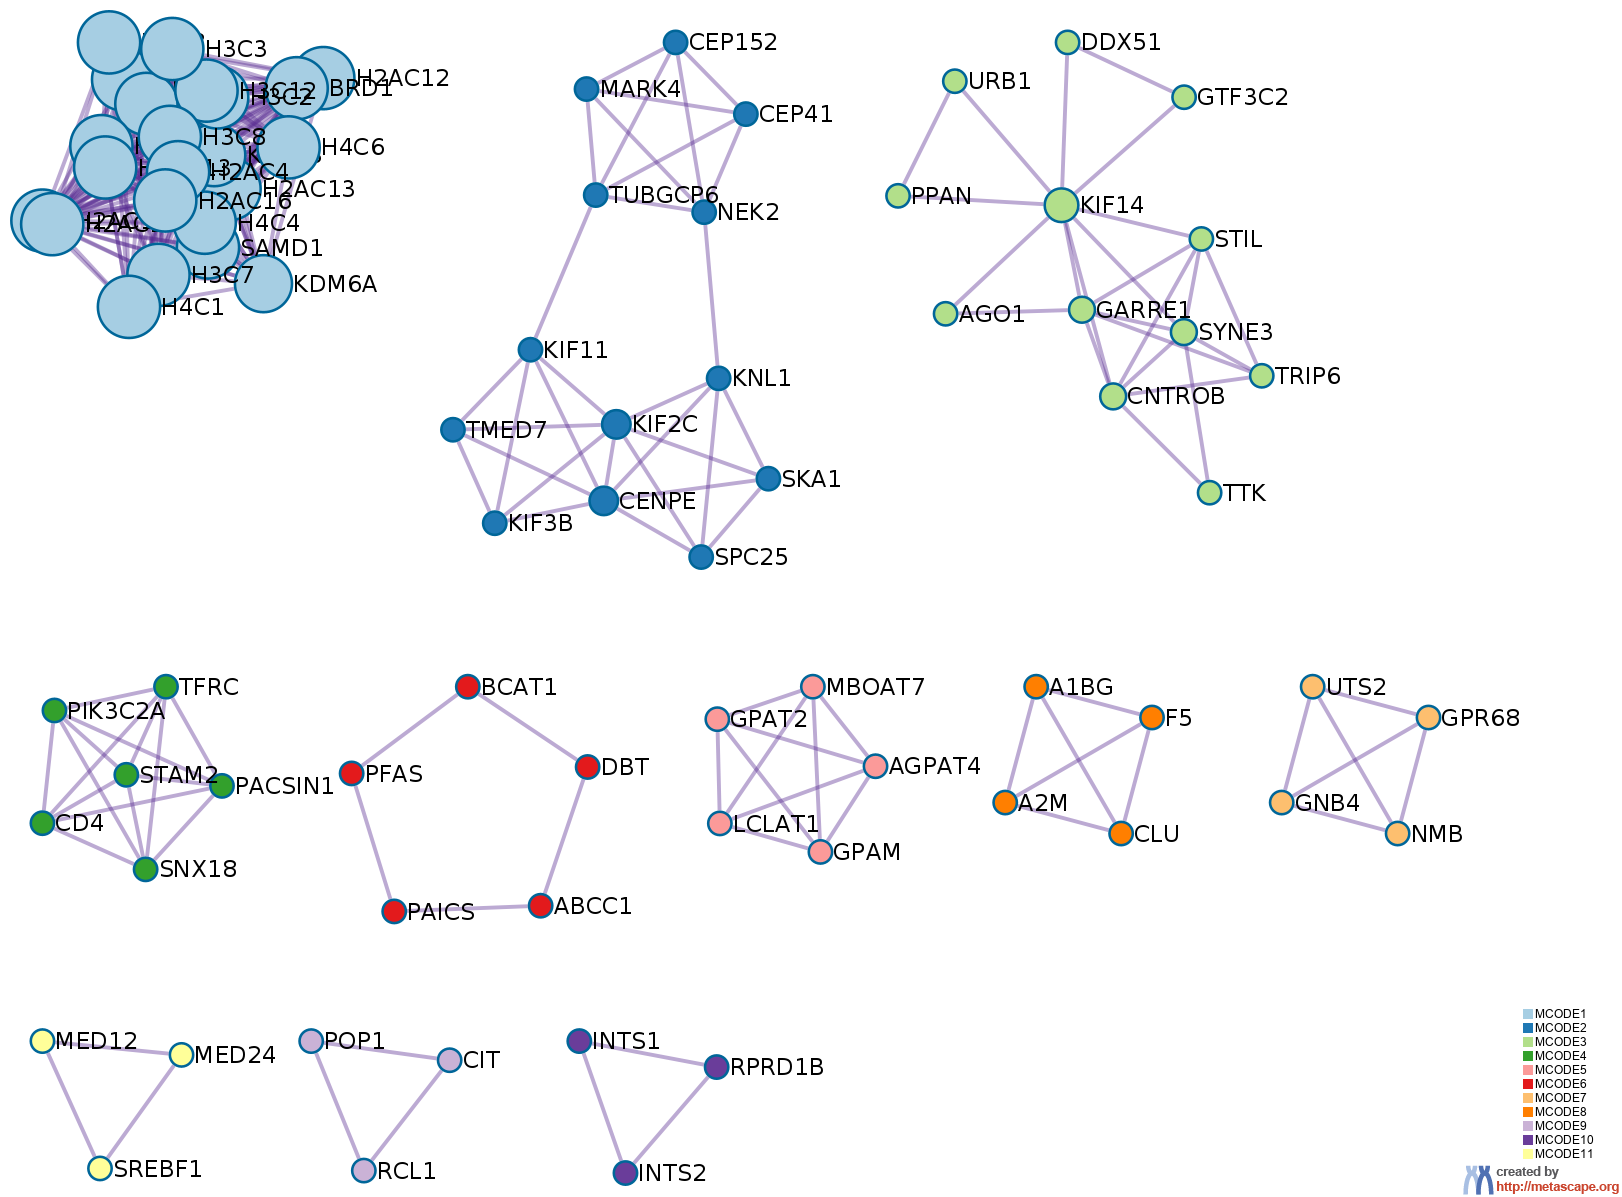 H3C3
H2AC12
BRD1
H3C12
H3C2
H3C8
H4C6
H2AC4
H2AC13
H2AC16
H4C4
SAMD1
H3C7
KDM6A
H4C1
CEP152
MARK4
CEP41
TUBGCP6
NEK2
KIF11
KNL1
TMED7
KIF2C
SKA1
CENPE
KIF3B
SPC25
DDX51
URB1
GTF3C2
PPAN
KIF14
STIL
AGO1
GARRE1
SYNE3
TRIP6
CNTROB
TTK
TFRC
PIK3C2A
STAM2
PACSIN1
CD4
SNX18
BCAT1
PFAS
DBT
PAICS
ABCC1
MBOAT7
GPAT2
AGPAT4
LCLAT1
GPAM
A1BG
F5
A2M
CLU
UTS2
GPR68
GNB4
NMB
MED12
MED24
SREBF1
POP1
CIT
RCL1
INTS1
RPRD1B
INTS2
MCODE1
MCODE2
MCODE3
MCODE4
MCODE5
MCODE6
MCODE7
MCODE8
MCODE9
MCODE10
MCODE11
created by
http://metascape.org